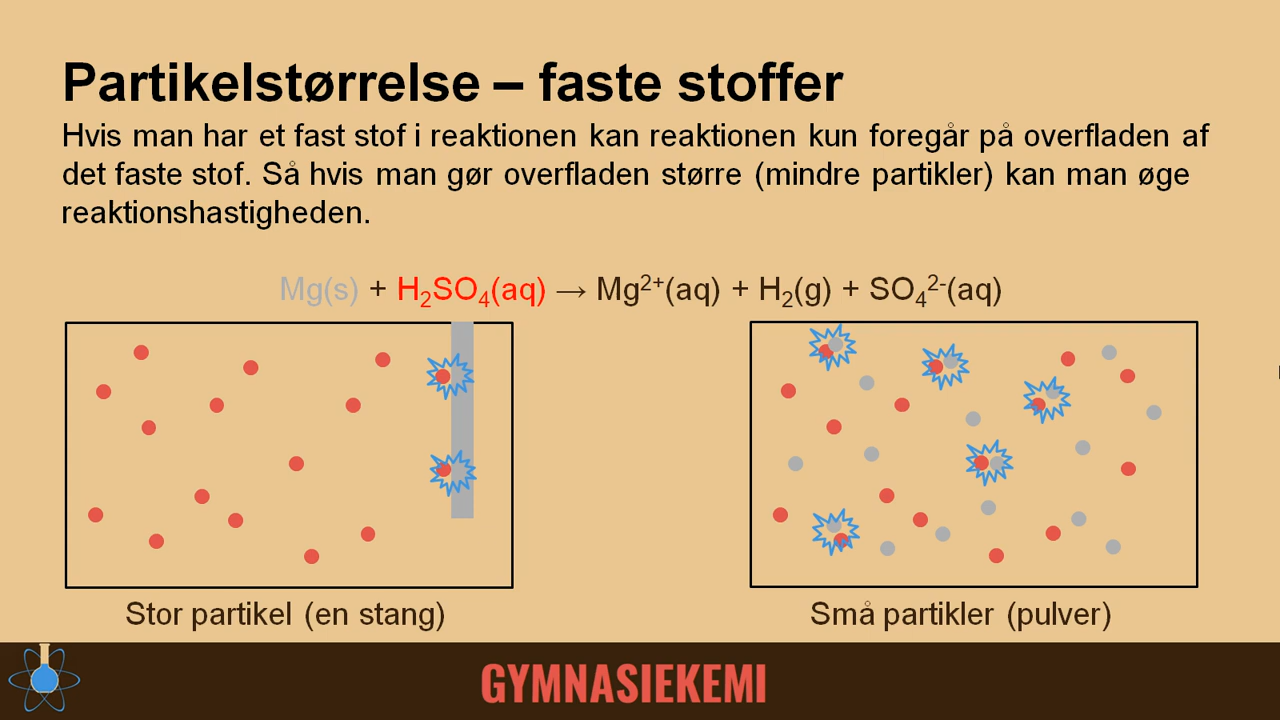 Partikelstørrelse – faste stoffer
Hvis man har et fast stof i reaktionen kan reaktionen kun foregår på overfladen af
det faste stof. Så hvis man gør overfladen større (mindre partikler) kan man øge
reaktionshastigheden.
Mg(s) + H₂SO₄(aq) → Mg²⁺(aq) + H₂(g) + SO₄²⁻(aq)
Stor partikel (en stang)
Små partikler (pulver)
GYMNASIEKEMI